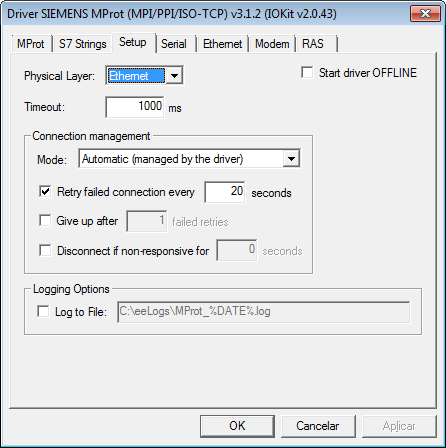 Driver SIEMENS MProt (MPI/PPI/ISO-TCP) v3.1.2 (IOKit v2.0.43)
MProt S7 Strings Setup Serial Ethernet Modem RAS
Physical Layer: Ethernet Start driver OFFLINE
Timeout: 1000 ms
Connection management
Mode: Automatic (managed by the driver)
Retry failed connection every 20 seconds
Give up after 1 failed retries
Disconnect if non-responsive for 0 seconds
Logging Options
Log to File: C:\eeLogs\MProt_%DATE%.log
OK Cancelar Aplicar